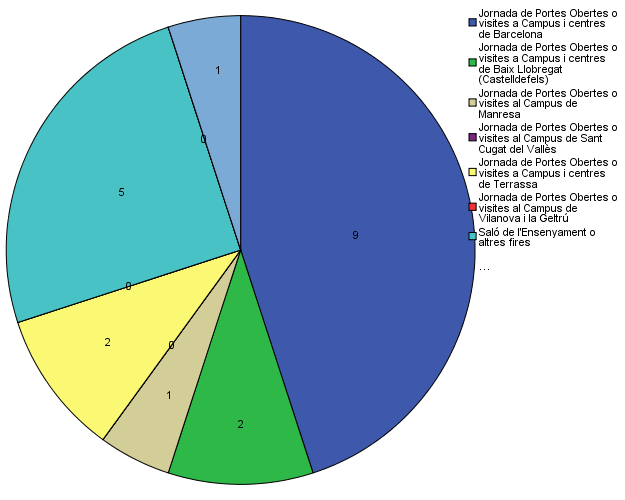 Jornada de Portes Obertes o
visites a Campus i centres
de Barcelona
Jornada de Portes Obertes o
visites a Campus i centres
de Baix Llobregat
(Castelldefels)
Jornada de Portes Obertes o
visites al Campus de
Manresa
Jornada de Portes Obertes o
visites al Campus de Sant
Cugat del Vallès
Jornada de Portes Obertes o
visites a Campus i centres
de Terrassa
Jornada de Portes Obertes o
visites al Campus de
Vilanova i la Geltrú
Saló de l'Ensenyament o
altres fires
...
1
0
5
9
0
2
0
1
2